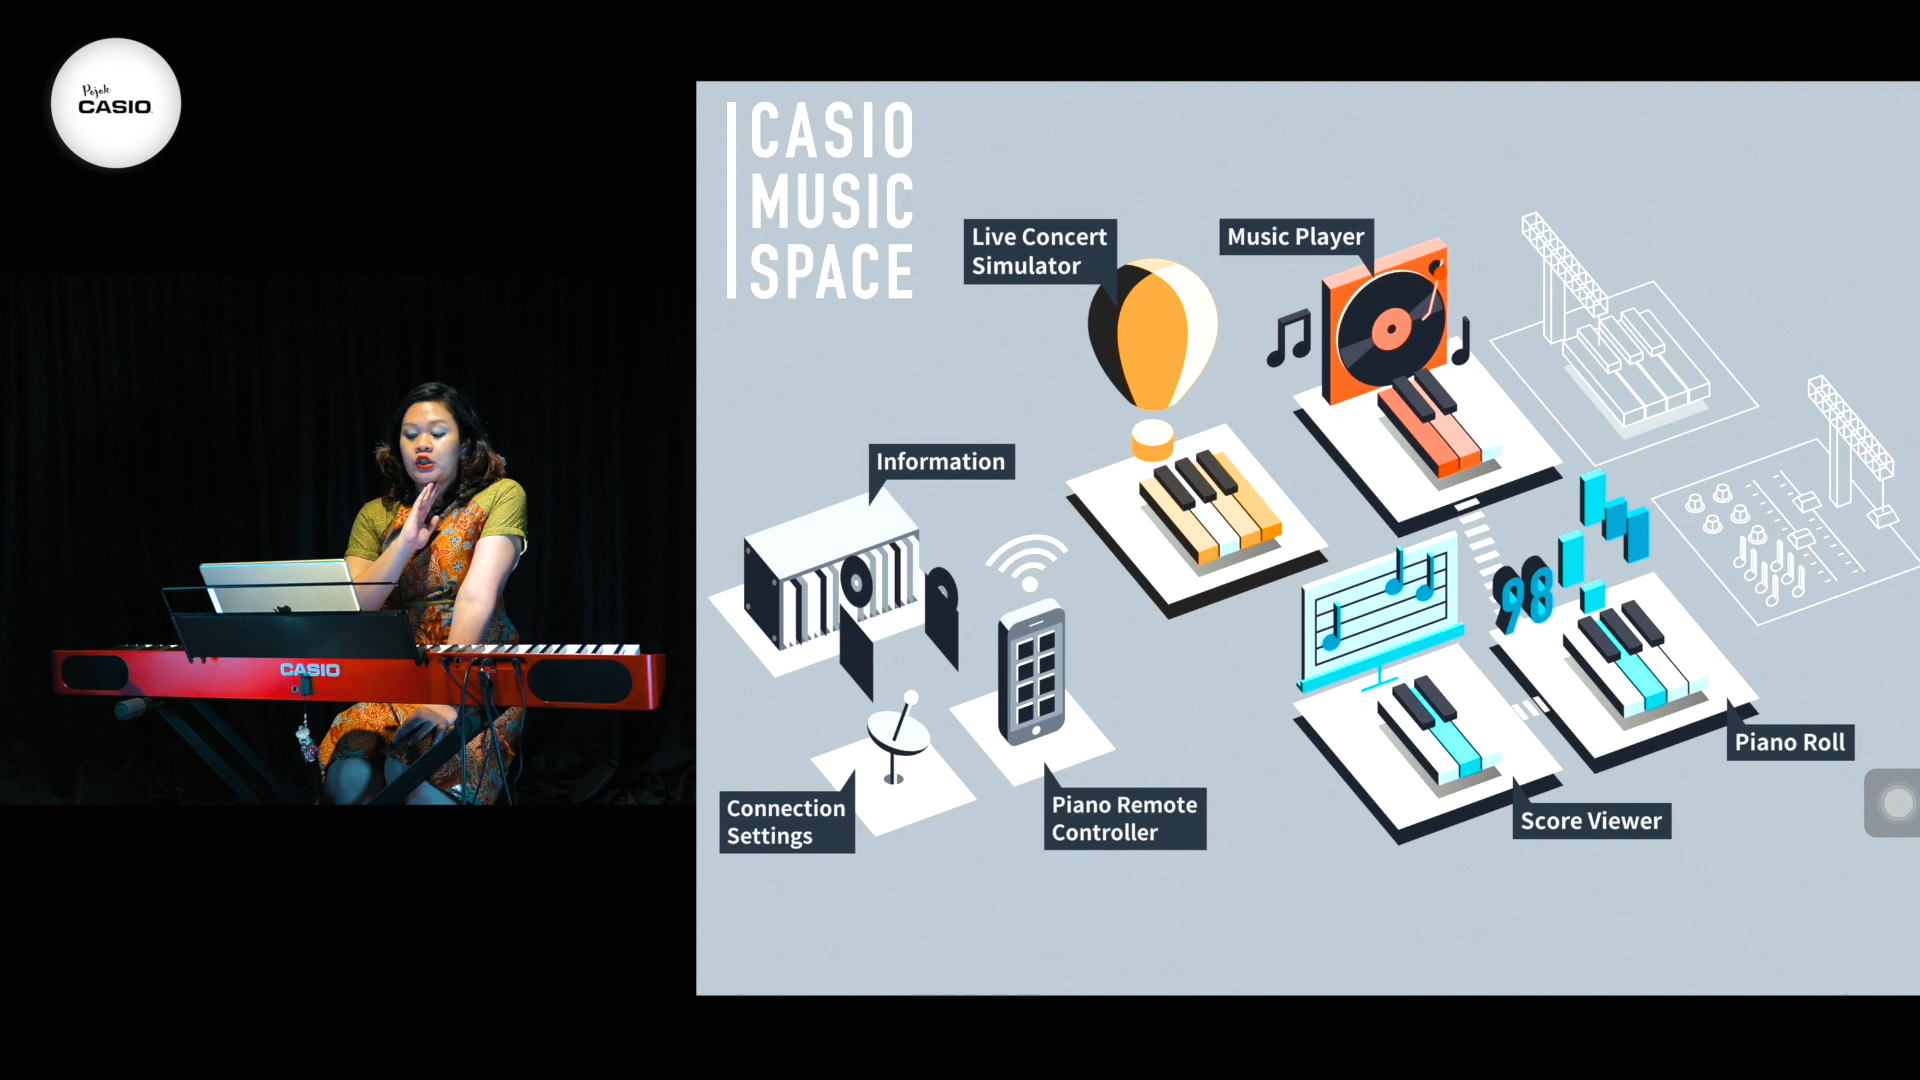 Pojok
CASIO
CASIO
CASIO
MUSIC
SPACE
Live Concert
Simulator
Music Player
Information
98
Connection
Settings
Piano Remote
Controller
Piano Roll
Score Viewer